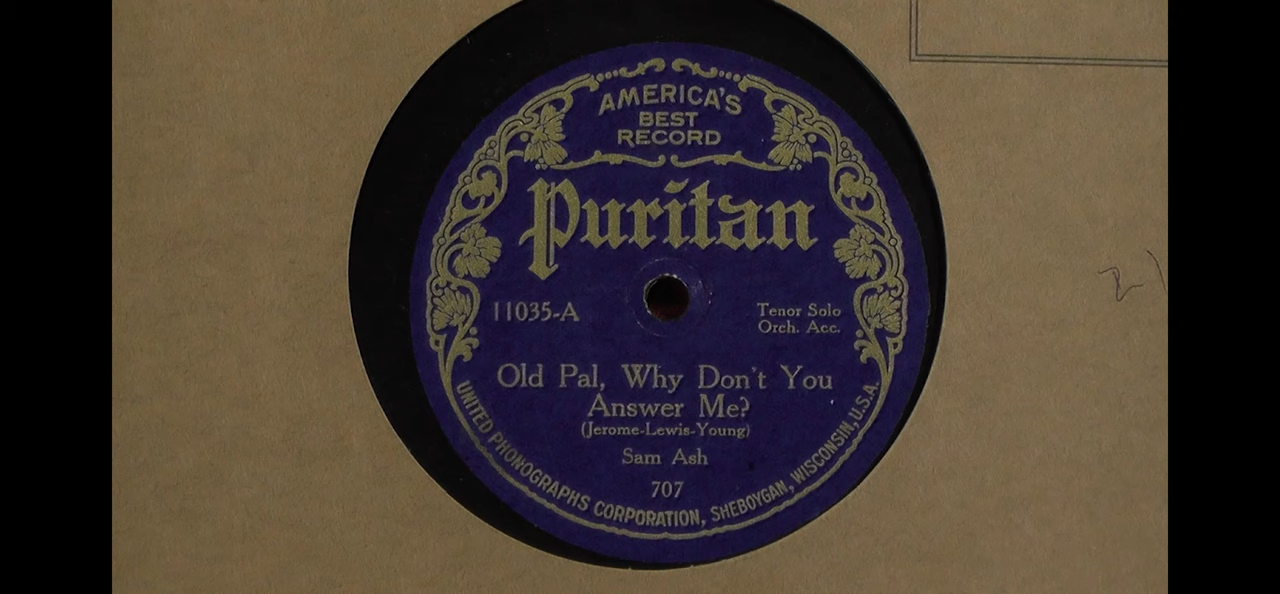 AMERICA'S
BEST
RECORD
Puritan
11035-A
Tenor Solo
Orch. Acc.
Old Pal, Why Don't You
Answer Me?
(Jerome-Lewis-Young)
Sam Ash
707
UNITED PHONOGRAPHS CORPORATION, SHEBOYGAN, WISCONSIN, U.S.A.